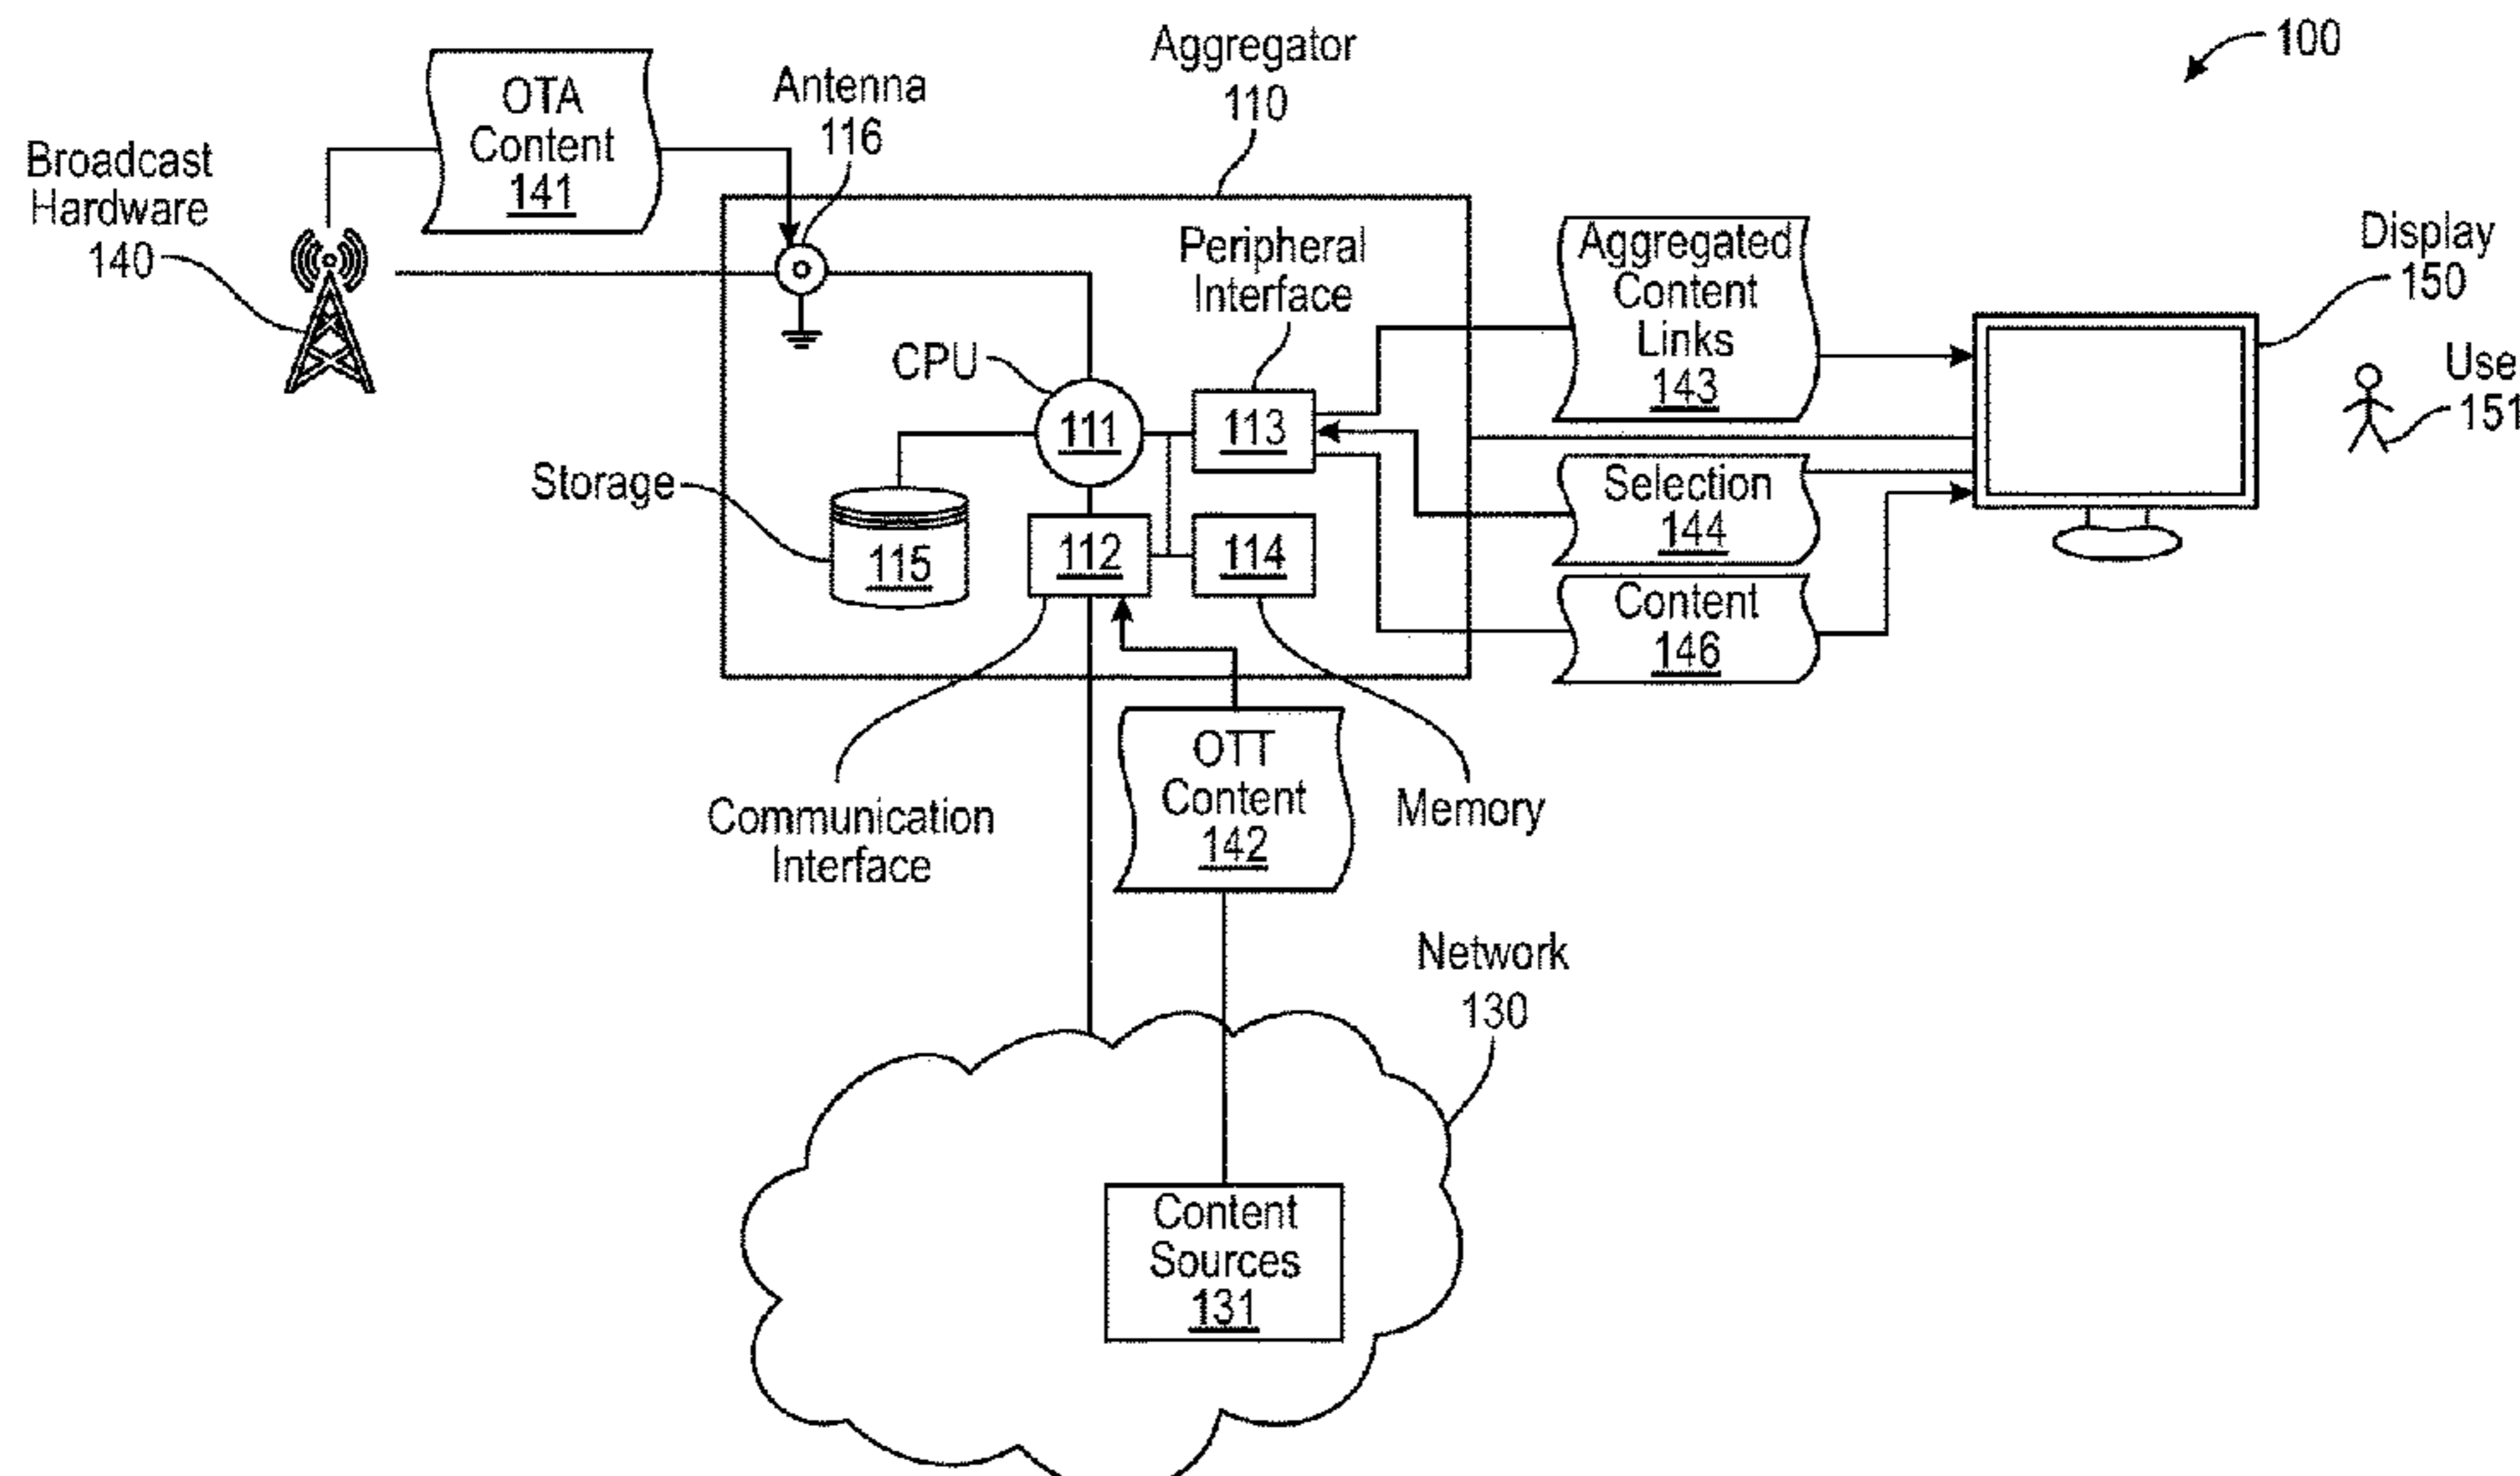 100
Aggregator
110
OTA
Content
141
Antenna
116
Broadcast
Hardware
140
Peripheral
Interface
Aggregated
Content
Links
143
Display
150
Use
151
CPU
111
113
Storage
115
112
114
Selection
144
Content
146
OTT
Content
142
Communication
Interface
Memory
Network
130
Content
Sources
131